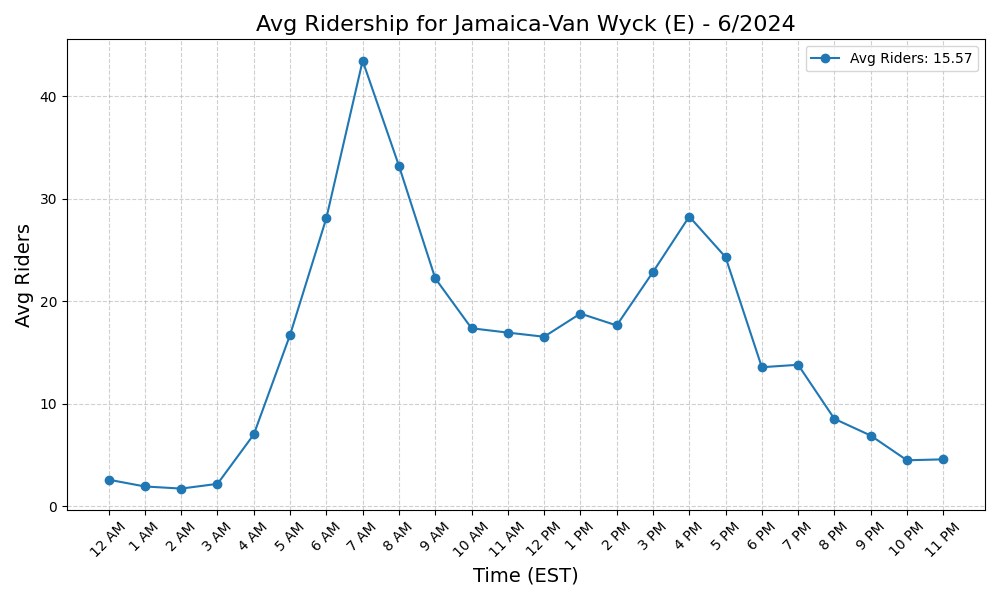 Avg Ridership for Jamaica-Van Wyck (E) - 6/2024
Avg Riders: 15.57
40
30
20
10
0
Avg Riders
12 AM
1 AM
2 AM
3 AM
4 AM
5 AM
6 AM
7 AM
8 AM
9 AM
10 AM
11 AM
12 PM
1 PM
2 PM
3 PM
4 PM
5 PM
6 PM
7 PM
8 PM
9 PM
10 PM
11 PM
Time (EST)